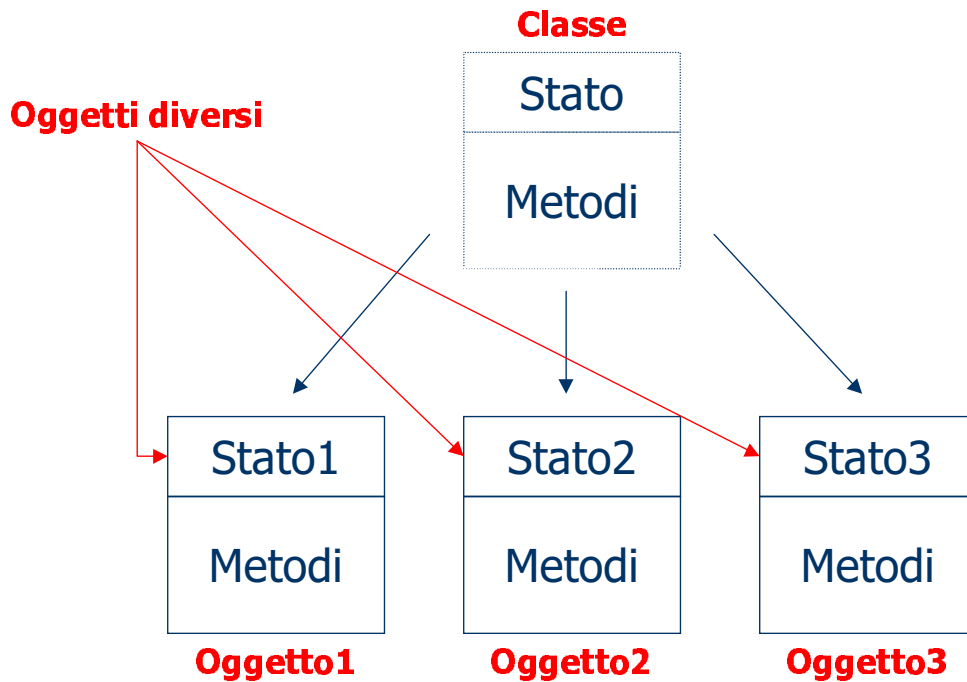 Classe
Stato
Oggetti diversi
Metodi
Stato1
Stato2
Stato3
Metodi
Metodi
Metodi
Oggetto1
Oggetto2
Oggetto3